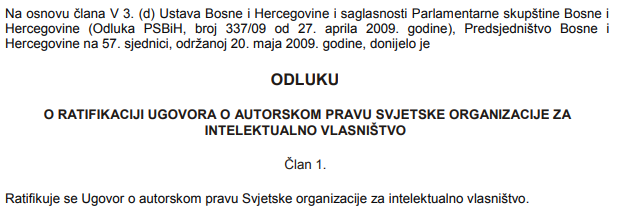 Na osnovu člana V 3. (d) Ustava Bosne i Hercegovine i saglasnosti Parlamentarne skupštine Bosne i
Hercegovine (Odluka PSBiH, broj 337/09 od 27. aprila 2009. godine), Predsjedništvo Bosne i
Hercegovine na 57. sjednici, održanoj 20. maja 2009. godine, donijelo je
ODLUKU
O RATIFIKACIJI UGOVORA O AUTORSKOM PRAVU SVJETSKE ORGANIZACIJE ZA
INTELEKTUALNO VLASNIŠTVO
Član 1.
Ratifikuje se Ugovor o autorskom pravu Svjetske organizacije za intelektualno vlasništvo.